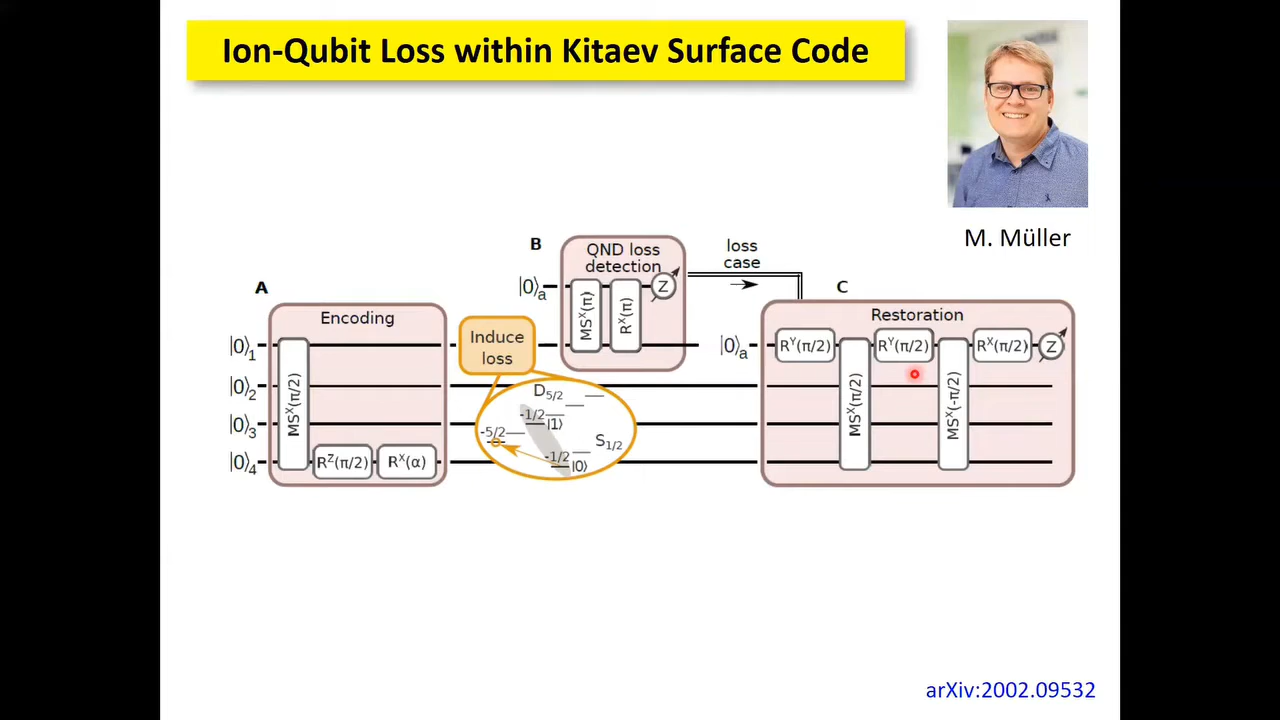 Ion-Qubit Loss within Kitaev Surface Code
M. Müller
A
Encoding
|0⟩1
|0⟩2
|0⟩3
|0⟩4
MSX(π/2)
RZ(π/2)
RX(α)
Induce
loss
D5/2
-1/2
|1⟩
-5/2
S1/2
-1/2
|0⟩
B
QND loss
detection
|0⟩a
MSX(π)
RX(π)
Z
loss
case
C
Restoration
|0⟩a
RY(π/2)
MSX(π/2)
RY(π/2)
MSX(-π/2)
RX(π/2)
Z
arXiv:2002.09532